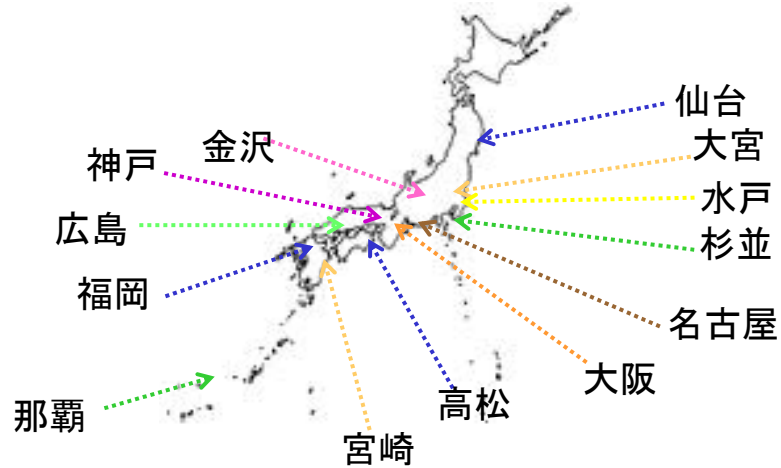 仙台
大宮
金沢
神戸
水戸
広島
杉並
福岡
名古屋
大阪
高松
那覇
宮崎